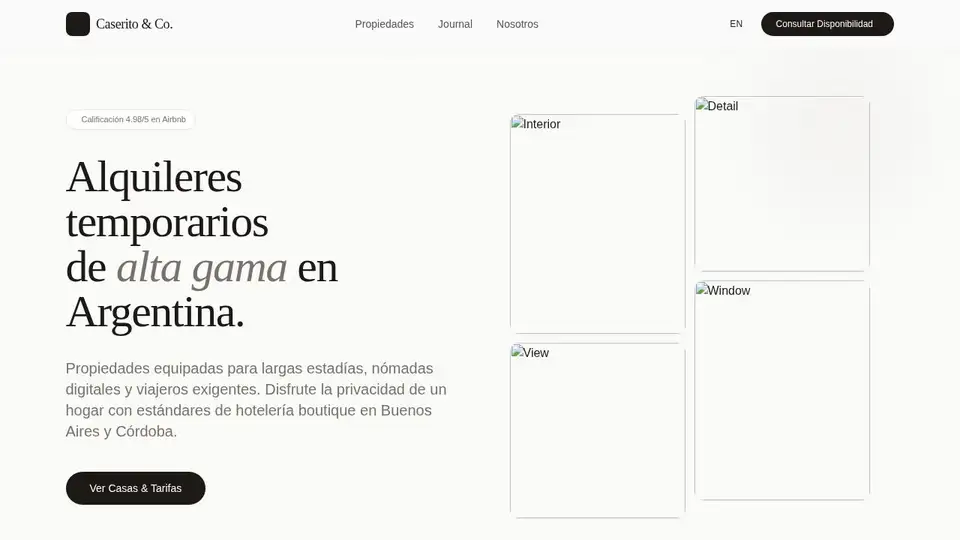 Caserito & Co.
Propiedades
Journal
Nosotros
EN
Consultar Disponibilidad
Calificación 4.98/5 en Airbnb
Alquileres
temporarios
de alta gama en
Argentina.
Propiedades equipadas para largas estadías, nómadas
digitales y viajeros exigentes. Disfrute la privacidad de un
hogar con estándares de hotelería boutique en Buenos
Aires y Córdoba.
Ver Casas & Tarifas
Interior
Detail
View
Window